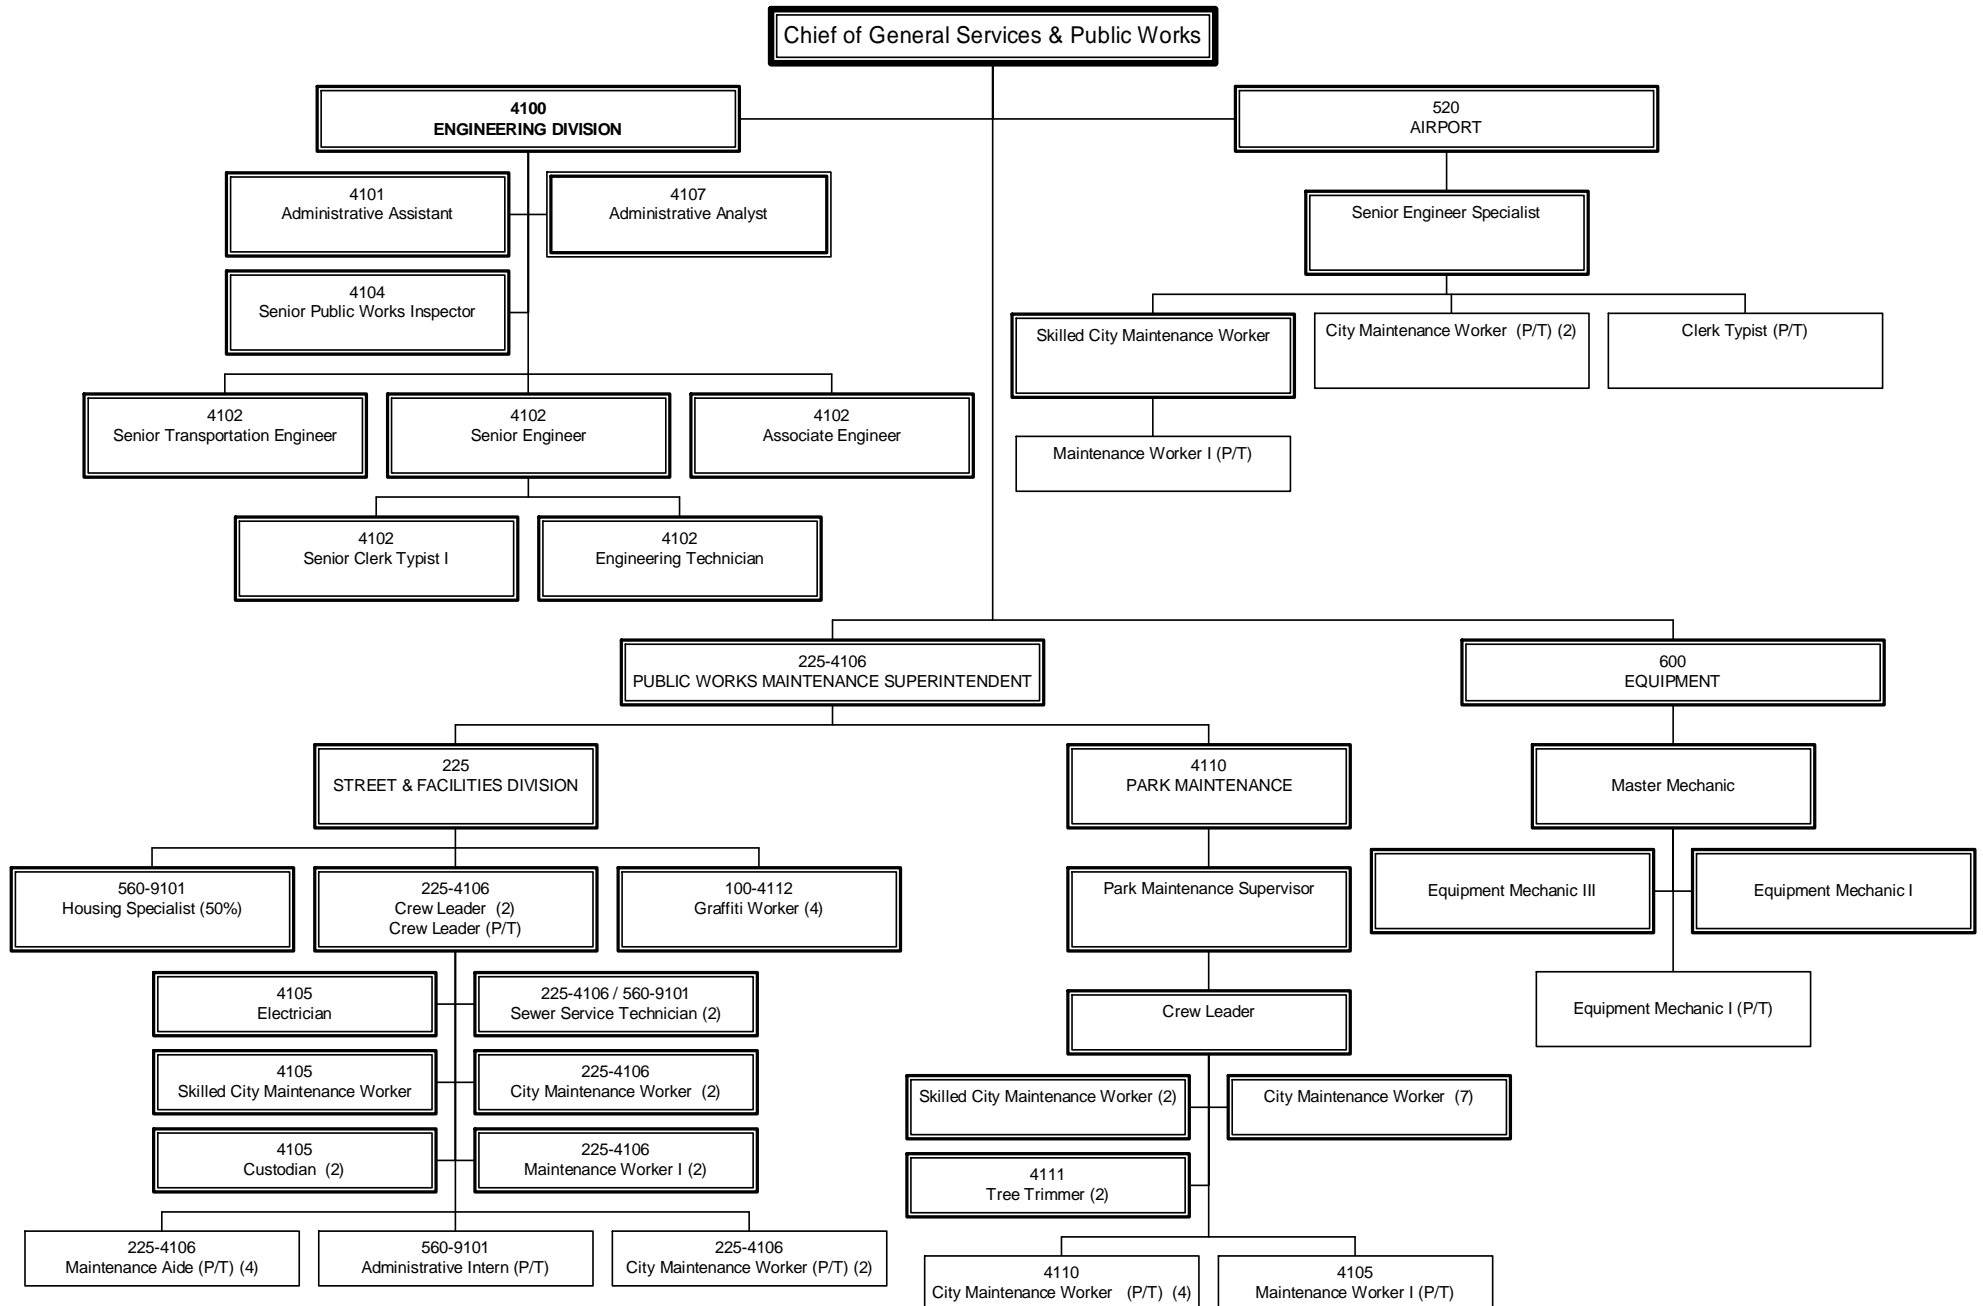 Chief of General Services & Public Works
4100
ENGINEERING DIVISION
520
AIRPORT
4101
Administrative Assistant
4107
Administrative Analyst
Senior Engineer Specialist
4104
Senior Public Works Inspector
Skilled City Maintenance Worker
City Maintenance Worker (P/T) (2)
Clerk Typist (P/T)
4102
Senior Transportation Engineer
4102
Senior Engineer
4102
Associate Engineer
Maintenance Worker I (P/T)
4102
Senior Clerk Typist I
4102
Engineering Technician
225-4106
PUBLIC WORKS MAINTENANCE SUPERINTENDENT
600
EQUIPMENT
225
STREET & FACILITIES DIVISION
4110
PARK MAINTENANCE
Master Mechanic
560-9101
Housing Specialist (50%)
225-4106
Crew Leader (2)
Crew Leader (P/T)
100-4112
Graffiti Worker (4)
Park Maintenance Supervisor
Equipment Mechanic III
Equipment Mechanic I
4105
Electrician
225-4106 / 560-9101
Sewer Service Technician (2)
Crew Leader
Equipment Mechanic I (P/T)
4105
Skilled City Maintenance Worker
225-4106
City Maintenance Worker (2)
Skilled City Maintenance Worker (2)
City Maintenance Worker (7)
4105
Custodian (2)
225-4106
Maintenance Worker I (2)
4111
Tree Trimmer (2)
225-4106
Maintenance Aide (P/T) (4)
560-9101
Administrative Intern (P/T)
225-4106
City Maintenance Worker (P/T) (2)
4110
City Maintenance Worker (P/T) (4)
4105
Maintenance Worker I (P/T)